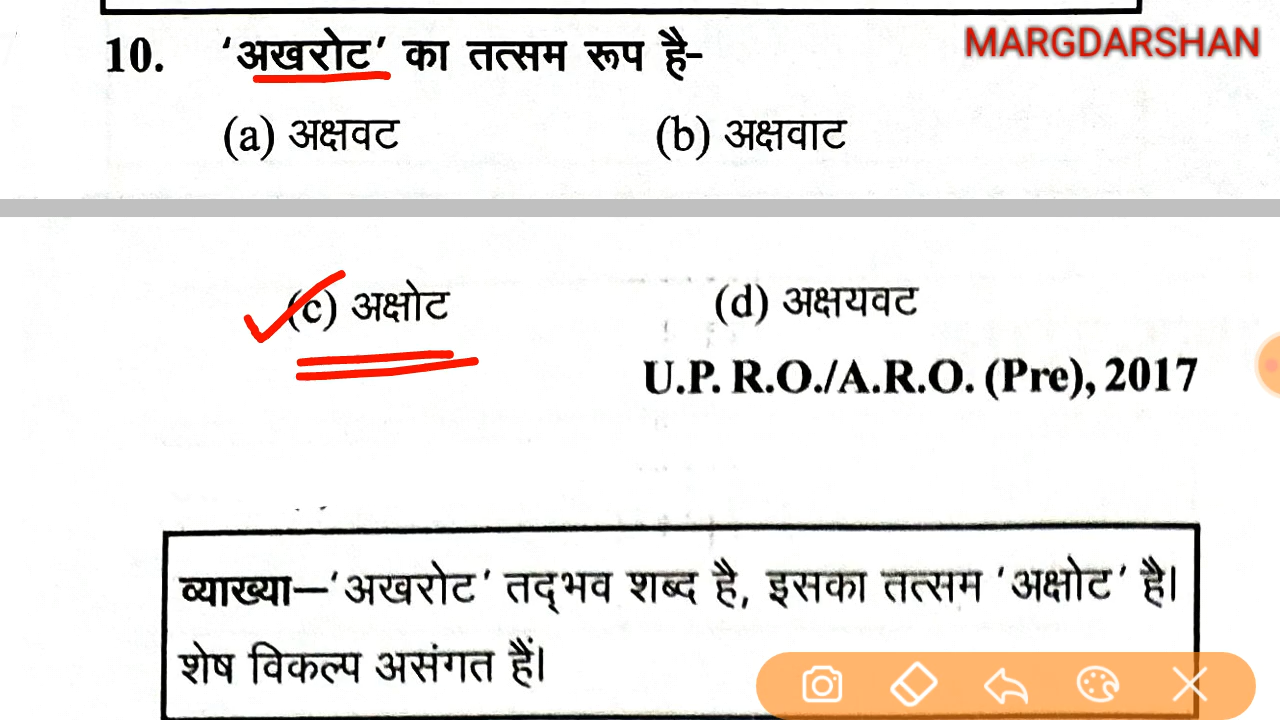 MARGDARSHAN
10. ‘अखरोट’ का तत्सम रूप है-
(a) अक्षवट (b) अक्षवाट
(c) अक्षोट (d) अक्षयवट
U.P. R.O./A.R.O. (Pre), 2017
व्याख्या–‘अखरोट’ तद्‌भव शब्द है, इसका तत्सम ‘अक्षोट’ है।
शेष विकल्प असंगत हैं।